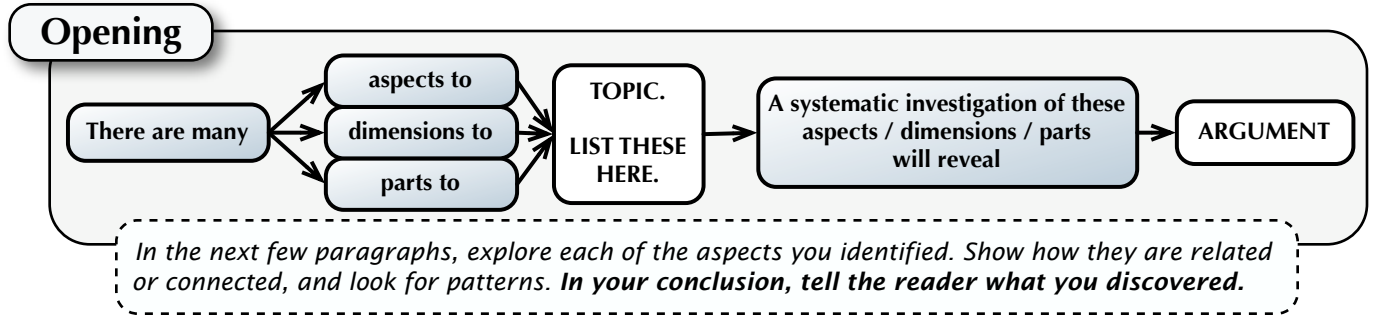 Opening
There are many
aspects to
dimensions to
parts to
TOPIC.
LIST THESE
HERE.
A systematic investigation of these
aspects / dimensions / parts
will reveal
ARGUMENT
In the next few paragraphs, explore each of the aspects you identified. Show how they are related
or connected, and look for patterns. In your conclusion, tell the reader what you discovered.